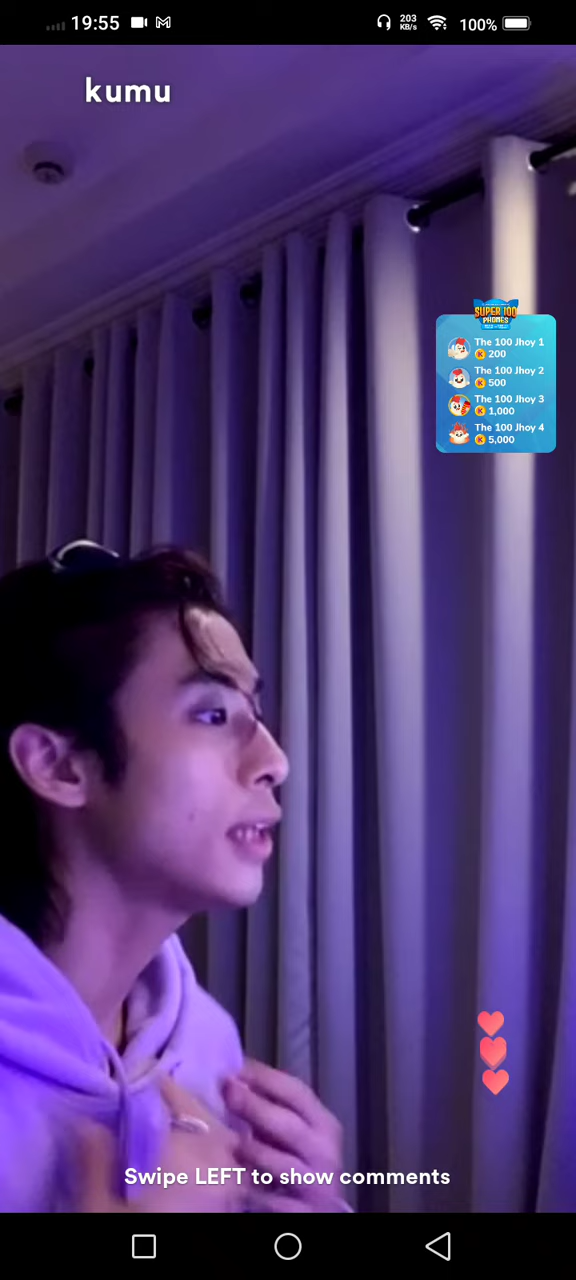 19:55
203
KB/s
100%
kumu
SUPER 100
PHOMES
The 100 Jhoy 1
K 200
The 100 Jhoy 2
K 500
The 100 Jhoy 3
K 1,000
The 100 Jhoy 4
K 5,000
Swipe LEFT to show comments